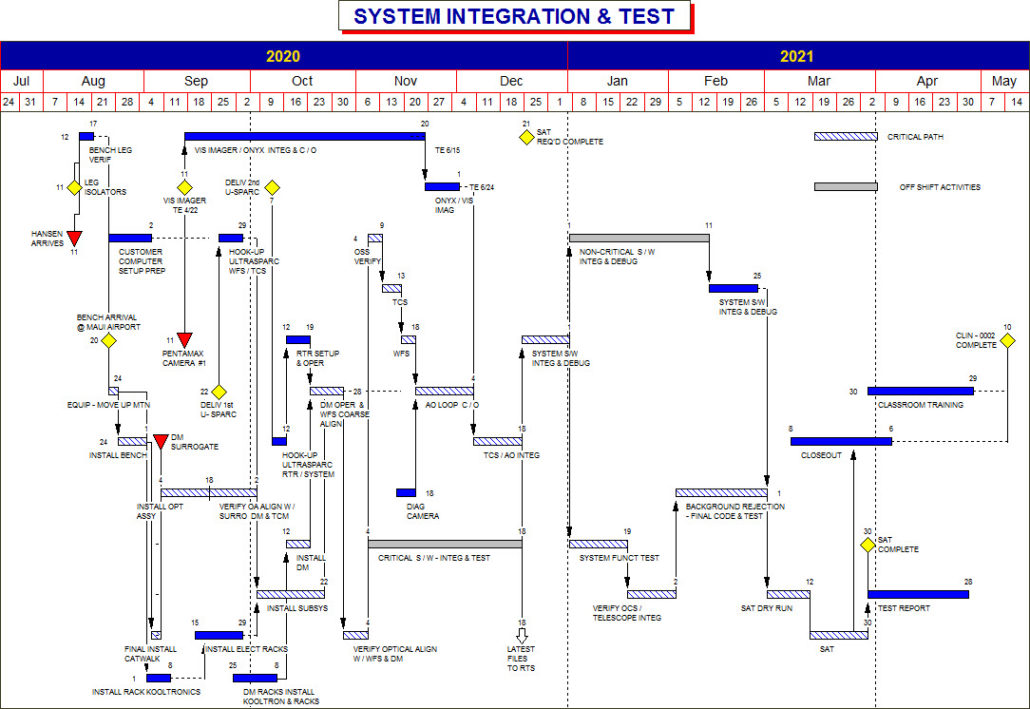 SYSTEM INTEGRATION & TEST
2020 2021
Jul Aug Sep Oct Nov Dec Jan Feb Mar Apr May
24 31 7 14 21 28 4 11 18 25 2 9 16 23 30 6 13 20 27 4 11 18 25 1 8 15 22 29 5 12 19 26 5 12 19 26 2 9 16 23 30 7 14
17
12
BENCH LEG
VERIF
20
VIS IMAGER / ONYX INTEG & C / O
TE 6/15
21
SAT
REQ'D COMPLETE
CRITICAL PATH
11
LEG
ISOLATORS
11
VIS IMAGER
TE 4/22
DELIV 2nd
U-SPARC
7
1
TE 6/24
ONYX / VIS
IMAG
OFF SHIFT ACTIVITIES
HANSEN
ARRIVES
11
2
CUSTOMER
COMPUTER
SETUP PREP
29
HOOK-UP
ULTRASPARC
WFS / TCS
9
4
OSS
VERIFY
1
11
NON-CRITICAL S / W
INTEG & DEBUG
13
TCS
25
SYSTEM S/W
INTEG & DEBUG
BENCH ARRIVAL
@ MAUI AIRPORT
20
11
PENTAMAX
CAMERA #1
12
19
RTR SETUP
& OPER
18
WFS
1
SYSTEM S/W
INTEG & DEBUG
10
CLIN - 0002
COMPLETE
24
EQUIP - MOVE UP MTN
22
DELIV 1st
U- SPARC
28
DM OPER &
WFS COARSE
ALIGN
4
AO LOOP C / O
30
29
CLASSROOM TRAINING
24
1
INSTALL BENCH
DM
SURROGATE
12
HOOK-UP
ULTRASPARC
RTR / SYSTEM
18
TCS / AO INTEG
8
6
CLOSEOUT
4
18
2
INSTALL OPT
ASSY
VERIFY OA ALIGN W /
SURRO DM & TCM
18
DIAG
CAMERA
1
BACKGROUND REJECTION
- FINAL CODE & TEST
12
INSTALL
DM
4
18
CRITICAL S / W - INTEG & TEST
19
SYSTEM FUNCT TEST
30
SAT
COMPLETE
22
INSTALL SUBSYS
2
VERIFY OCS /
TELESCOPE INTEG
12
SAT DRY RUN
28
TEST REPORT
FINAL INSTALL
CATWALK
15
29
INSTALL ELECT RACKS
4
VERIFY OPTICAL ALIGN
W / WFS & DM
18
LATEST
FILES
TO RTS
30
SAT
1
8
INSTALL RACK KOOLTRONICS
25
8
DM RACKS INSTALL
KOOLTRON & RACKS